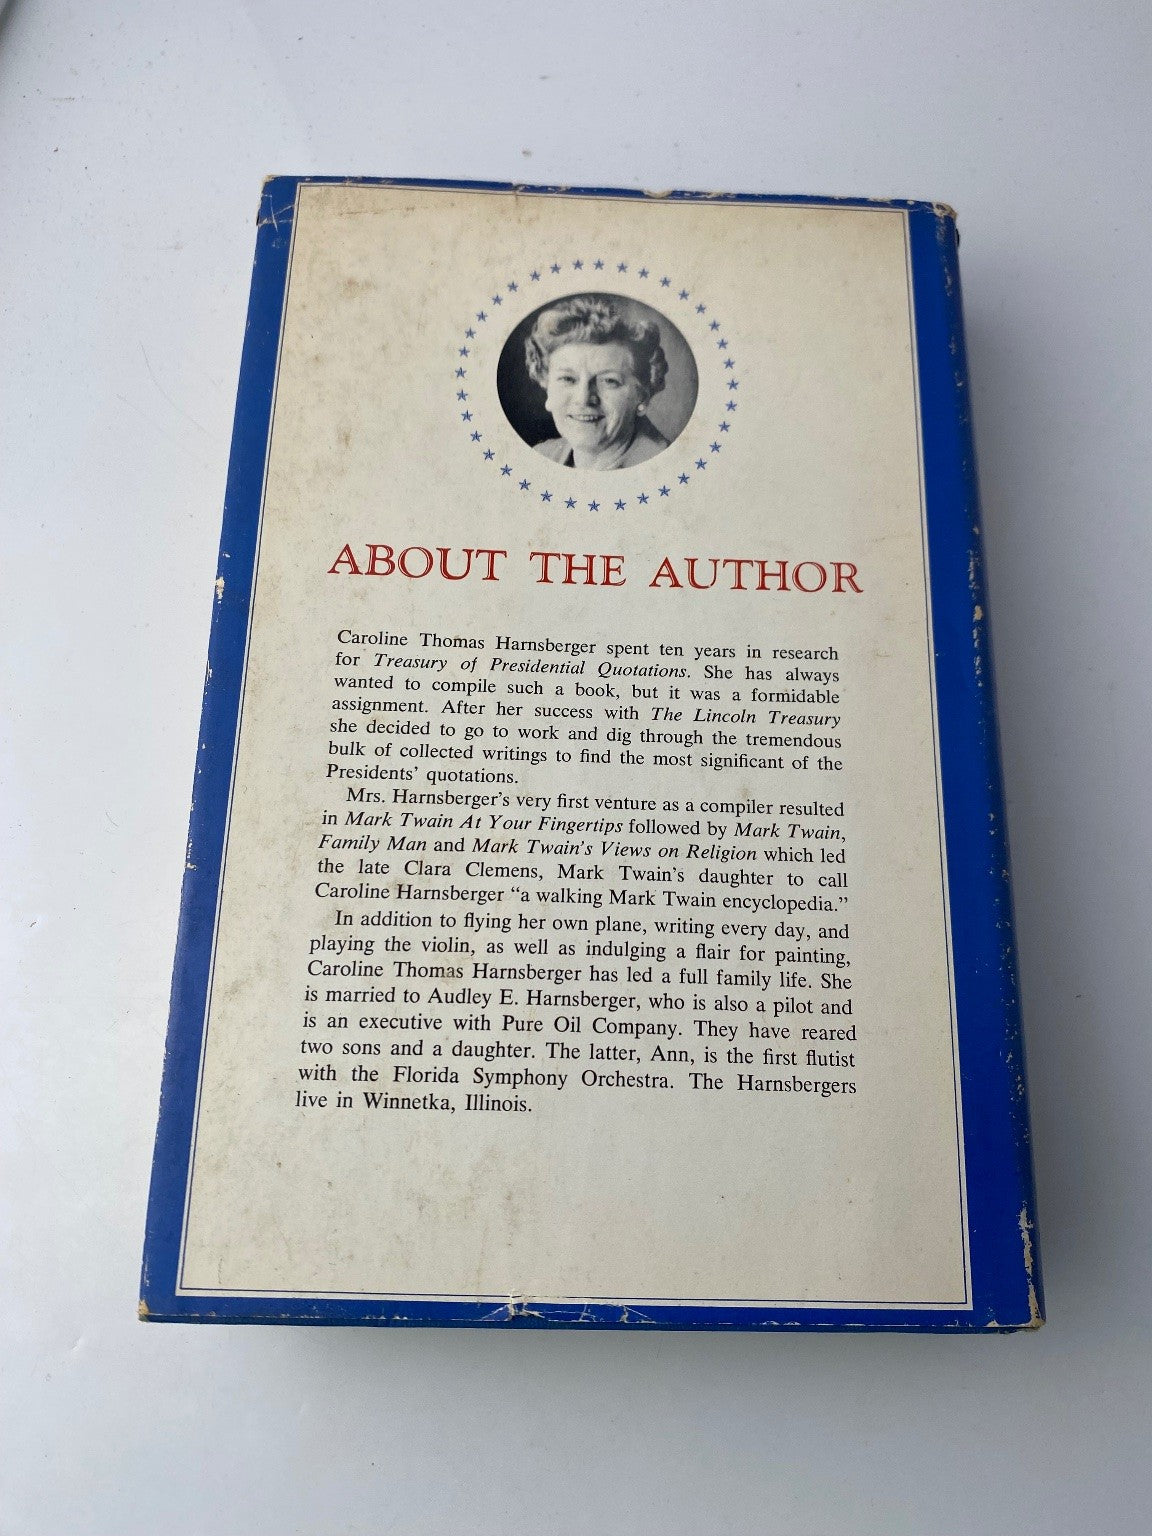 ABOUT THE AUTHOR
Caroline Thomas Harnsberger spent ten years in research
for Treasury of Presidential Quotations. She has always
wanted to compile such a book, but it was a formidable
assignment. After her success with The Lincoln Treasury
she decided to go to work and dig through the tremendous
bulk of collected writings to find the most significant of the
Presidents' quotations.
Mrs. Harnsberger's very first venture as a compiler resulted
in Mark Twain At Your Fingertips followed by Mark Twain,
Family Man and Mark Twain's Views on Religion which led
the late Clara Clemens, Mark Twain's daughter to call
Caroline Harnsberger "a walking Mark Twain encyclopedia."
In addition to flying her own plane, writing every day, and
playing the violin, as well as indulging a flair for painting,
Caroline Thomas Harnsberger has led a full family life. She
is married to Audley E. Harnsberger, who is also a pilot and
is an executive with Pure Oil Company. They have reared
two sons and a daughter. The latter, Ann, is the first flutist
with the Florida Symphony Orchestra. The Harnsbergers
live in Winnetka, Illinois.